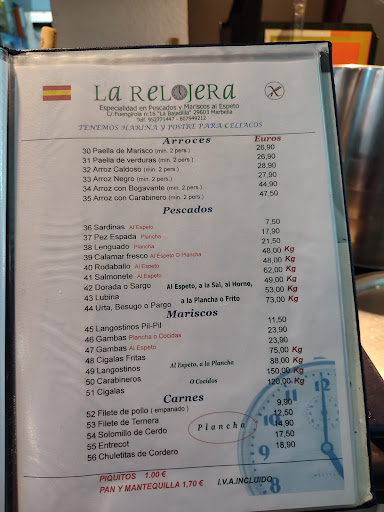 LA RELOJERA
Especialidad en Pescados y Mariscos al Espeto
C/ Fuengirola n:16 "La Bajadilla" 29603 Marbella
Telf. 952771447 - 607949212
TENEMOS HARINA Y POSTRE PARA CELIACOS
Arroces Euros
30 Paella de Marisco (min. 2 pers.) 26,90
31 Paella de verduras (min. 2 pers.) 26,90
32 Arroz Caldoso (min. 2 pers.) 28,90
33 Arroz Negro (min. 2 pers.) 27,90
34 Arroz con Bogavante (min. 2 pers.) 44,90
35 Arroz con Carabinero (min. 2 pers.) 47,50
Pescados
36 Sardinas Al Espeto 7,50
37 Pez Espada Plancha 17,90
38 Lenguado Plancha 21,50
39 Calamar fresco Al Espeto O Plancha 48,00 Kg
40 Rodaballo Al Espeto 48,00 Kg
41 Salmonete Al Espeto 62,00 Kg
42 Dorada o Sargo Al Espeto, a la Sal, al Horno, 49,00 Kg
43 Lubina 53,00 Kg
44 Urta, Besugo o Pargo a la Plancha o Frito 73,00 Kg
Mariscos
45 Langostinos Pil-Pil 11,50
46 Gambas Plancha o Cocidas 23,90
47 Gambas Al Espeto 23,90
48 Cigalas Fritas 75,00 Kg
49 Langostinos Al Espeto, a la Plancha 88,00 Kg
50 Carabineros 150,00 Kg
51 Cigalas O Cocidos 120,00 Kg
Carnes
52 Filete de pollo ( empanado ) 9,90
53 Filete de Ternera 12,50
54 Solomillo de Cerdo Plancha 14,90
55 Entrecot 17,50
56 Chuletitas de Cordero 18,90
12
10
9
8
PIQUITOS 1.00 €
PAN Y MANTEQUILLA 1,70 € I.V.A.INCLUIDO